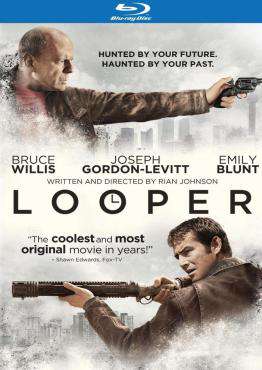 Blu-ray Disc
HUNTED BY YOUR FUTURE.
HAUNTED BY YOUR PAST.
BRUCE JOSEPH EMILY
WILLIS GORDON-LEVITT BLUNT
WRITTEN AND DIRECTED BY RIAN JOHNSON
LOOPER
"The coolest and most
original movie in years!"
- Shawn Edwards, Fox-TV